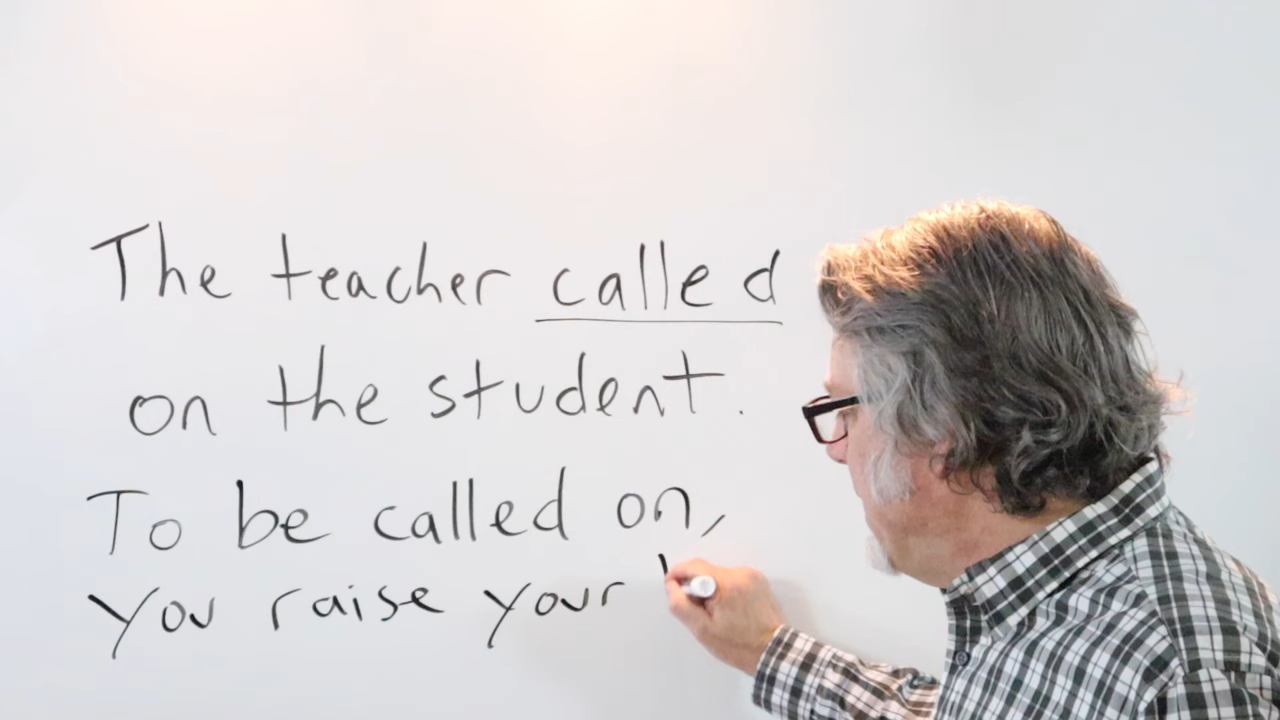 The teacher called
on the student.
To be called on,
You raise your